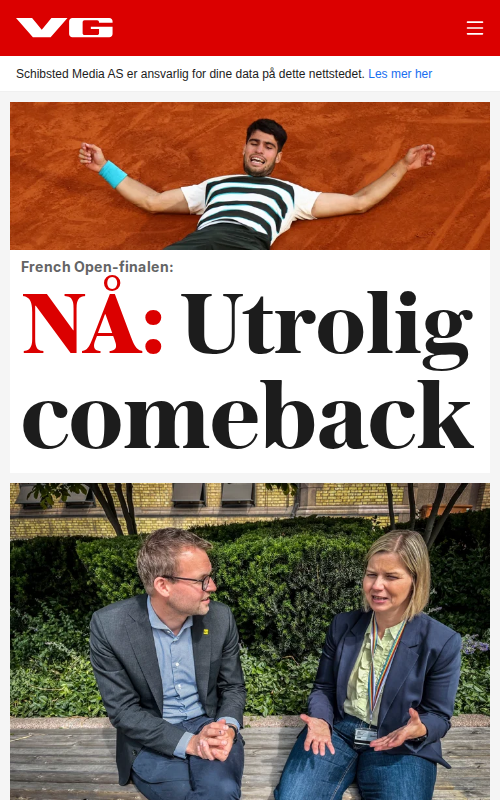 VG
Schibsted Media AS er ansvarlig for dine data på dette nettstedet. Les mer her
French Open-finalen:
NÅ: Utrolig
comeback